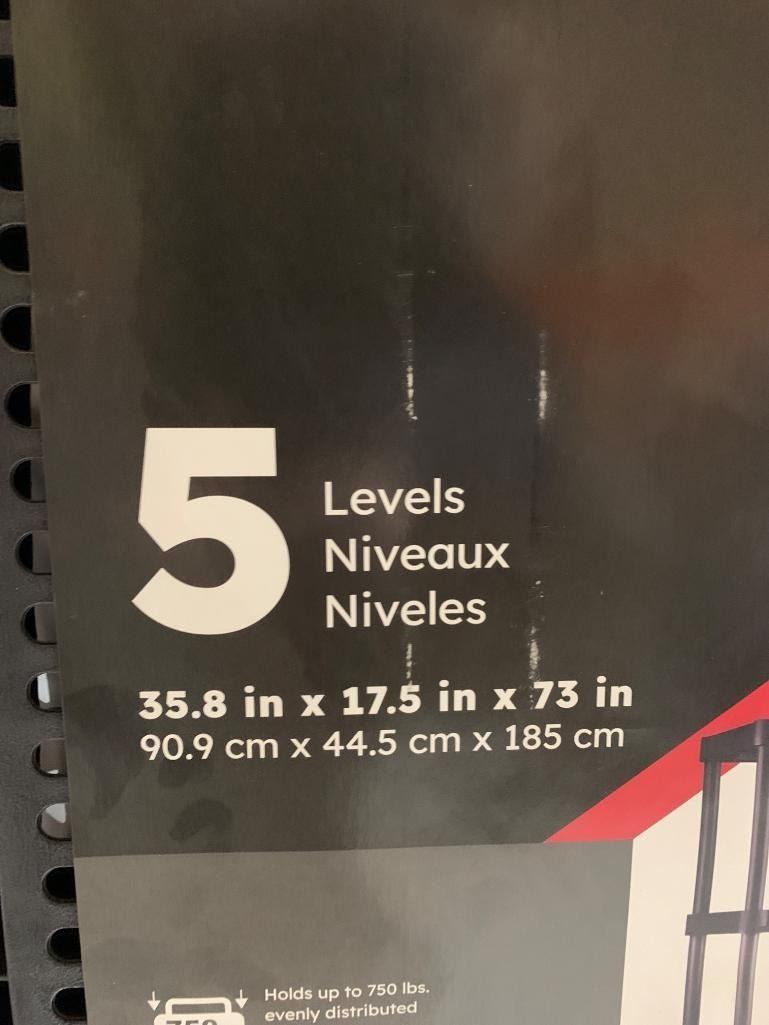 5
Levels
Niveaux
Niveles
35.8 in x 17.5 in x 73 in
90.9 cm x 44.5 cm x 185 cm
Holds up to 750 lbs.
evenly distributed
750